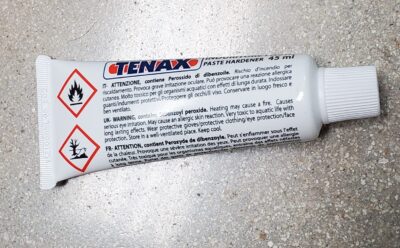 TENAX
PASTE HARDENER 45 ml
IT: ATTENZIONE, contiene Perossido di dibenzoile. Rischio d'incendio per
riscaldamento. Provoca grave irritazione oculare. Può provocare una reazione allergica
cutanea. Molto tossico per gli organismi acquatici con effetti di lunga durata. Indossare
guanti/indumenti protettivi/Proteggere gli occhi/il viso. Conservare in luogo fresco e
ben ventilato.
UK: WARNING, contains Dibenzoyl peroxide. Heating may cause a fire. Causes
serious eye irritation. May cause an allergic skin reaction. Very toxic to aquatic life with
long lasting effects. Wear protective gloves/protective clothing/eye protection/face
protection. Store in a well-ventilated place. Keep cool.
FR: ATTENTION, contient Peroxyde de dibenzoyle. Peut s'enflammer sous l'effet
de la chaleur. Provoque une sévère irritation des yeux. Peut provoquer une allergie
cutanée. Très toxique pour les organismes aquatiques,